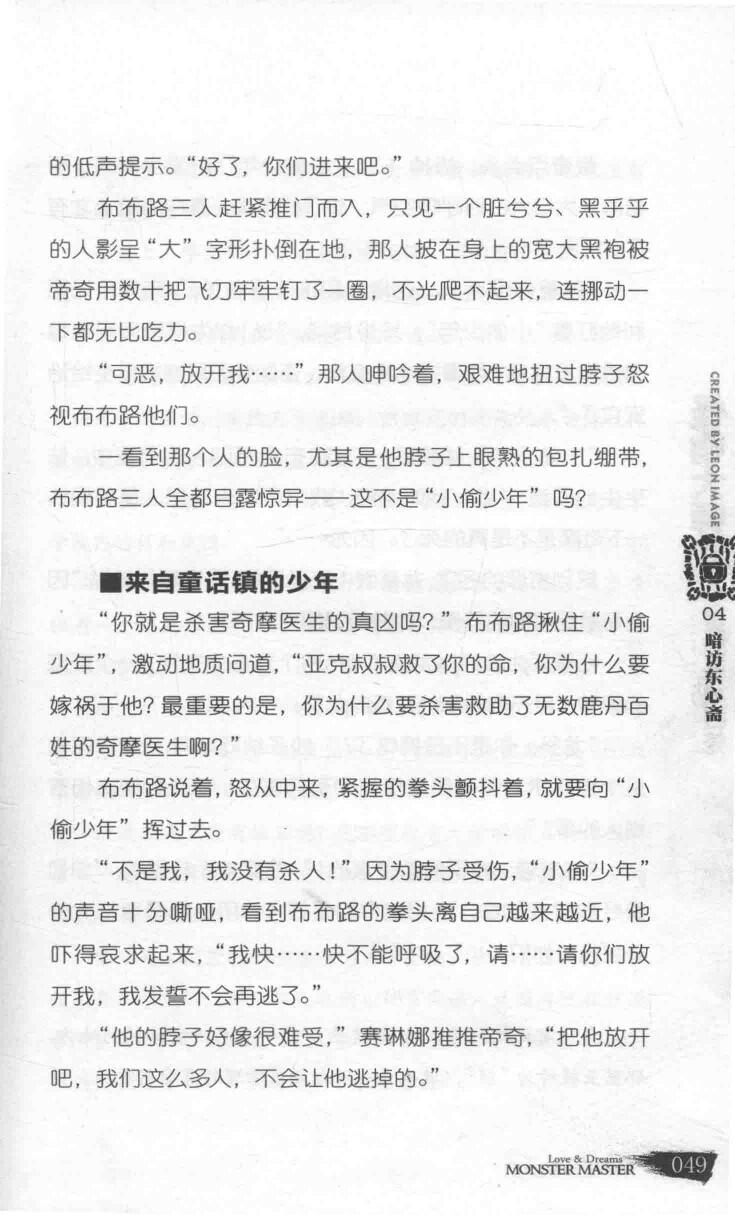 的低声提示。“好了，你们进来吧。”
布布路三人赶紧推门而入，只见一个脏兮兮、黑乎乎
的人影呈“大”字形扑倒在地，那人披在身上的宽大黑袍被
帝奇用数十把飞刀牢牢钉了一圈，不光爬不起来，连挪动一
下都无比吃力。
“可恶，放开我……”那人呻吟着，艰难地扭过脖子怒
视布布路他们。
一看到那个人的脸，尤其是他脖子上眼熟的包扎绷带，
布布路三人全都目露惊异——这不是“小偷少年”吗？
■来自童话镇的少年
“你就是杀害奇摩医生的真凶吗？”布布路揪住“小偷
少年”，激动地质问道，“亚克叔叔救了你的命，你为什么要
嫁祸于他？最重要的是，你为什么要杀害救助了无数鹿丹百
姓的奇摩医生啊？”
布布路说着，怒从中来，紧握的拳头颤抖着，就要向“小
偷少年”挥过去。
“不是我，我没有杀人！”因为脖子受伤，“小偷少年”
的声音十分嘶哑，看到布布路的拳头离自己越来越近，他
吓得哀求起来，“我快……快不能呼吸了，请……请你们放
开我，我发誓不会再逃了。”
“他的脖子好像很难受，”赛琳娜推推帝奇，“把他放开
吧，我们这么多人，不会让他逃掉的。”
CREATED BY LEON IMAGE
04
暗访东心斋
Love & Dreams
MONSTER MASTER
049